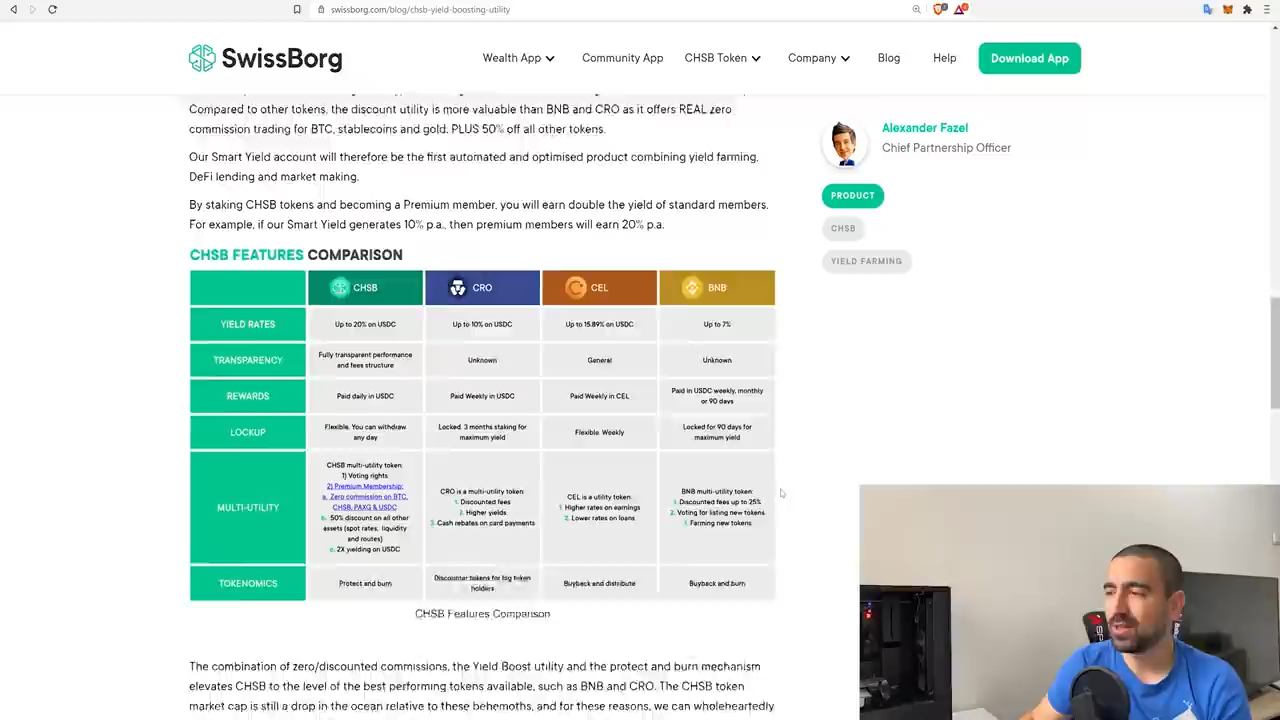 swissborg.com/blog/chsb-yield-boosting-utility
SwissBorg
Wealth App
Community App
CHSB Token
Company
Blog
Help
Download App
Compared to other tokens, the discount utility is more valuable than BNB and CRO as it offers REAL zero
commission trading for BTC, stablecoins and gold. PLUS 50% off all other tokens.
Our Smart Yield account will therefore be the first automated and optimised product combining yield farming,
DeFi lending and market making.
By staking CHSB tokens and becoming a Premium member, you will earn double the yield of standard members.
For example, if our Smart Yield generates 10% p.a., then premium members will earn 20% p.a.
Alexander Fazel
Chief Partnership Officer
PRODUCT
CHSB
YIELD FARMING
CHSB FEATURES COMPARISON
CHSB
CRO
CEL
BNB
YIELD RATES
Up to 20% on USDC
Up to 10% on USDC
Up to 15.89% on USDC
Up to 7%
TRANSPARENCY
Fully transparent performance
and fees structure
Unknown
General
Unknown
REWARDS
Paid daily in USDC
Paid Weekly in USDC
Paid Weekly in CEL
Paid in USDC weekly, monthly
or 90 days
LOCKUP
Flexible. You can withdraw
any day
Locked. 3 months staking for
maximum yield
Flexible. Weekly
Locked for 90 days for
maximum yield
MULTI-UTILITY
CHSB multi-utility token:
1) Voting rights
2) Premium Membership:
a. Zero commission on BTC,
CHSB, PAXG & USDC
b. 50% discount on all other
assets (spot rates, liquidity
and routes)
c. 2X yielding on USDC
CRO is a multi-utility token:
1. Discounted fees
2. Higher yields
3. Cash rebates on card payments
CEL is a utility token:
1. Higher rates on earnings
2. Lower rates on loans
BNB multi-utility token:
1. Discounted fees up to 25%
2. Voting for listing new tokens
3. Farming new tokens
TOKENOMICS
Protect and burn
Discounter tokens for big token
holders
Buyback and distribute
Buyback and burn
CHSB Features Comparison
The combination of zero/discounted commissions, the Yield Boost utility and the protect and burn mechanism
elevates CHSB to the level of the best performing tokens available, such as BNB and CRO. The CHSB token
market cap is still a drop in the ocean relative to these behemoths, and for these reasons, we can wholeheartedly